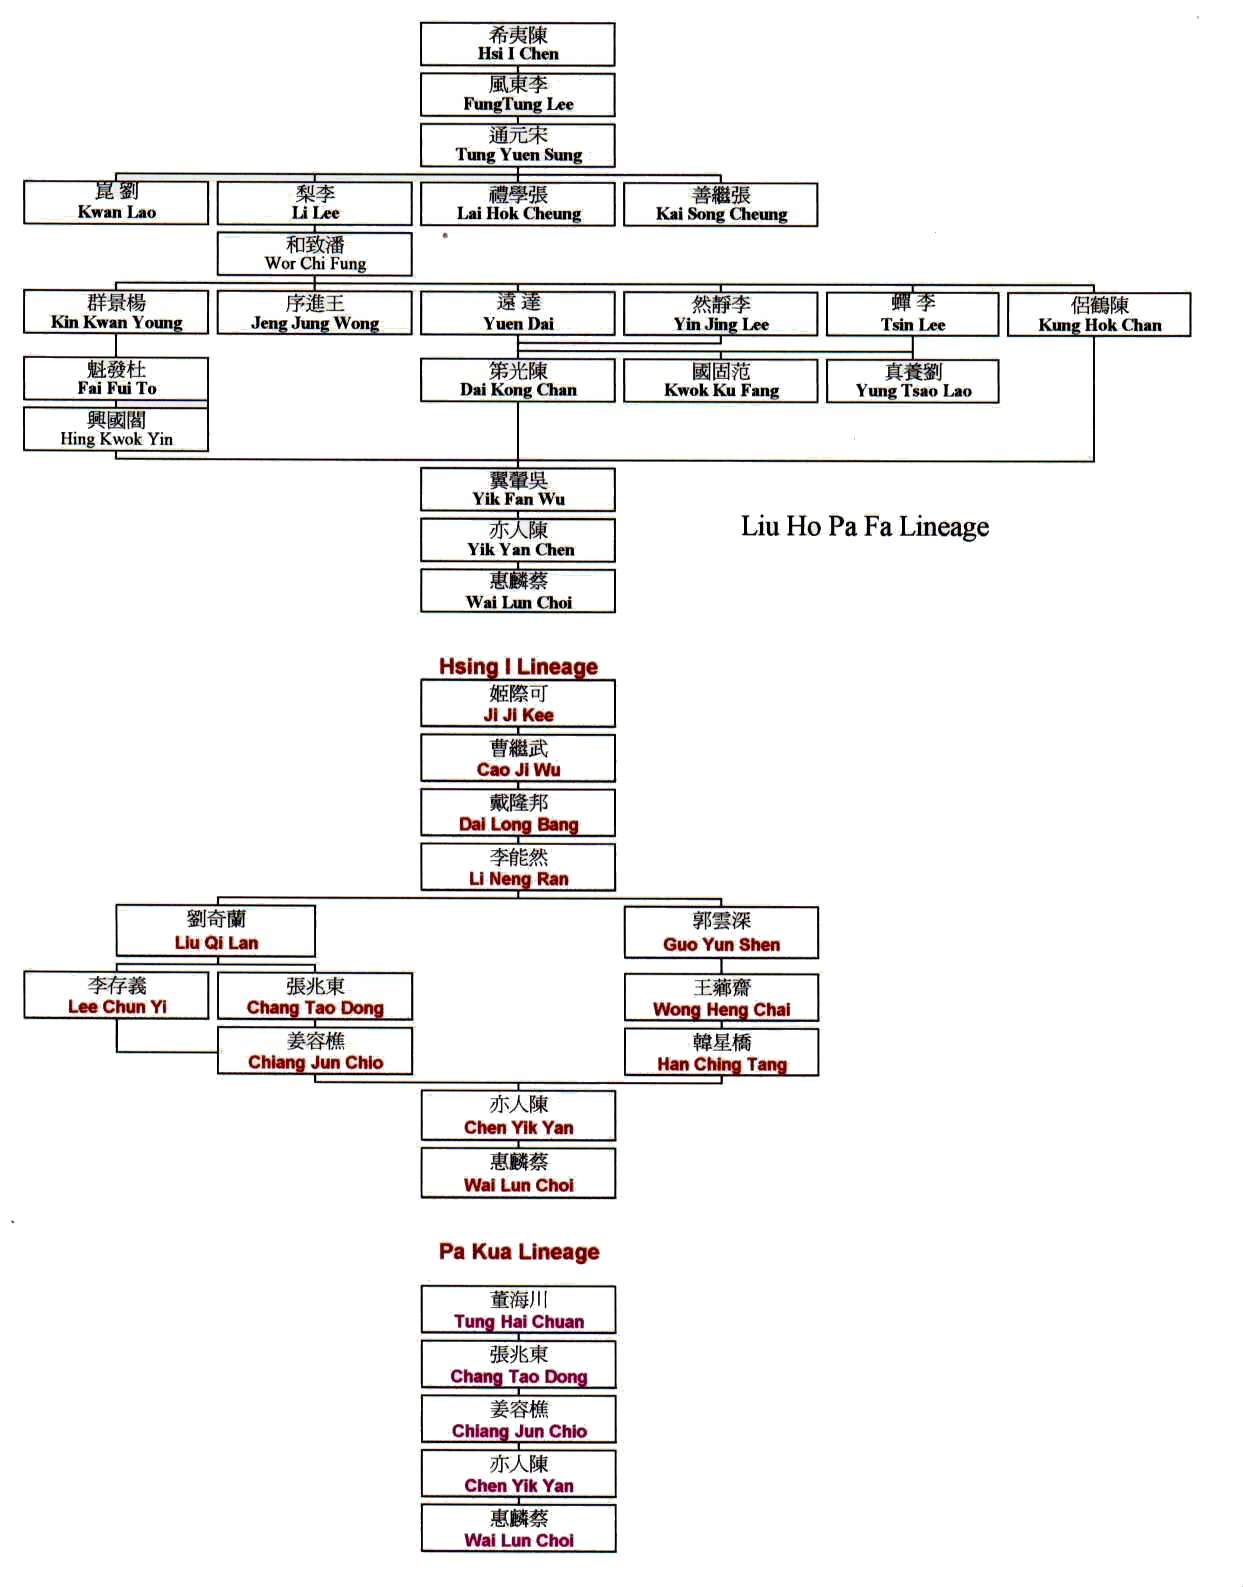 希夷陳
Hsi I Chen
風東李
FungTung Lee
通元宋
Tung Yuen Sung
崑 劉
Kwan Lao
梨李
Li Lee
禮學張
Lai Hok Cheung
善繼張
Kai Song Cheung
和致潘
Wor Chi Fung
群景楊
Kin Kwan Young
序進王
Jeng Jung Wong
遠 達
Yuen Dai
然靜李
Yin Jing Lee
蟬 李
Tsin Lee
侶鶴陳
Kung Hok Chan
魁發杜
Fai Fui To
第光陳
Dai Kong Chan
國固范
Kwok Ku Fang
真養劉
Yung Tsao Lao
興國閻
Hing Kwok Yin
翼翬吳
Yik Fan Wu
亦人陳
Yik Yan Chen
惠麟蔡
Wai Lun Choi
Liu Ho Pa Fa Lineage
Hsing I Lineage
姬際可
Ji Ji Kee
曹繼武
Cao Ji Wu
戴隆邦
Dai Long Bang
李能然
Li Neng Ran
劉奇蘭
Liu Qi Lan
郭雲深
Guo Yun Shen
李存義
Lee Chun Yi
張兆東
Chang Tao Dong
王薌齋
Wong Heng Chai
姜容樵
Chiang Jun Chio
韓星橋
Han Ching Tang
亦人陳
Chen Yik Yan
惠麟蔡
Wai Lun Choi
Pa Kua Lineage
董海川
Tung Hai Chuan
張兆東
Chang Tao Dong
姜容樵
Chiang Jun Chio
亦人陳
Chen Yik Yan
惠麟蔡
Wai Lun Choi